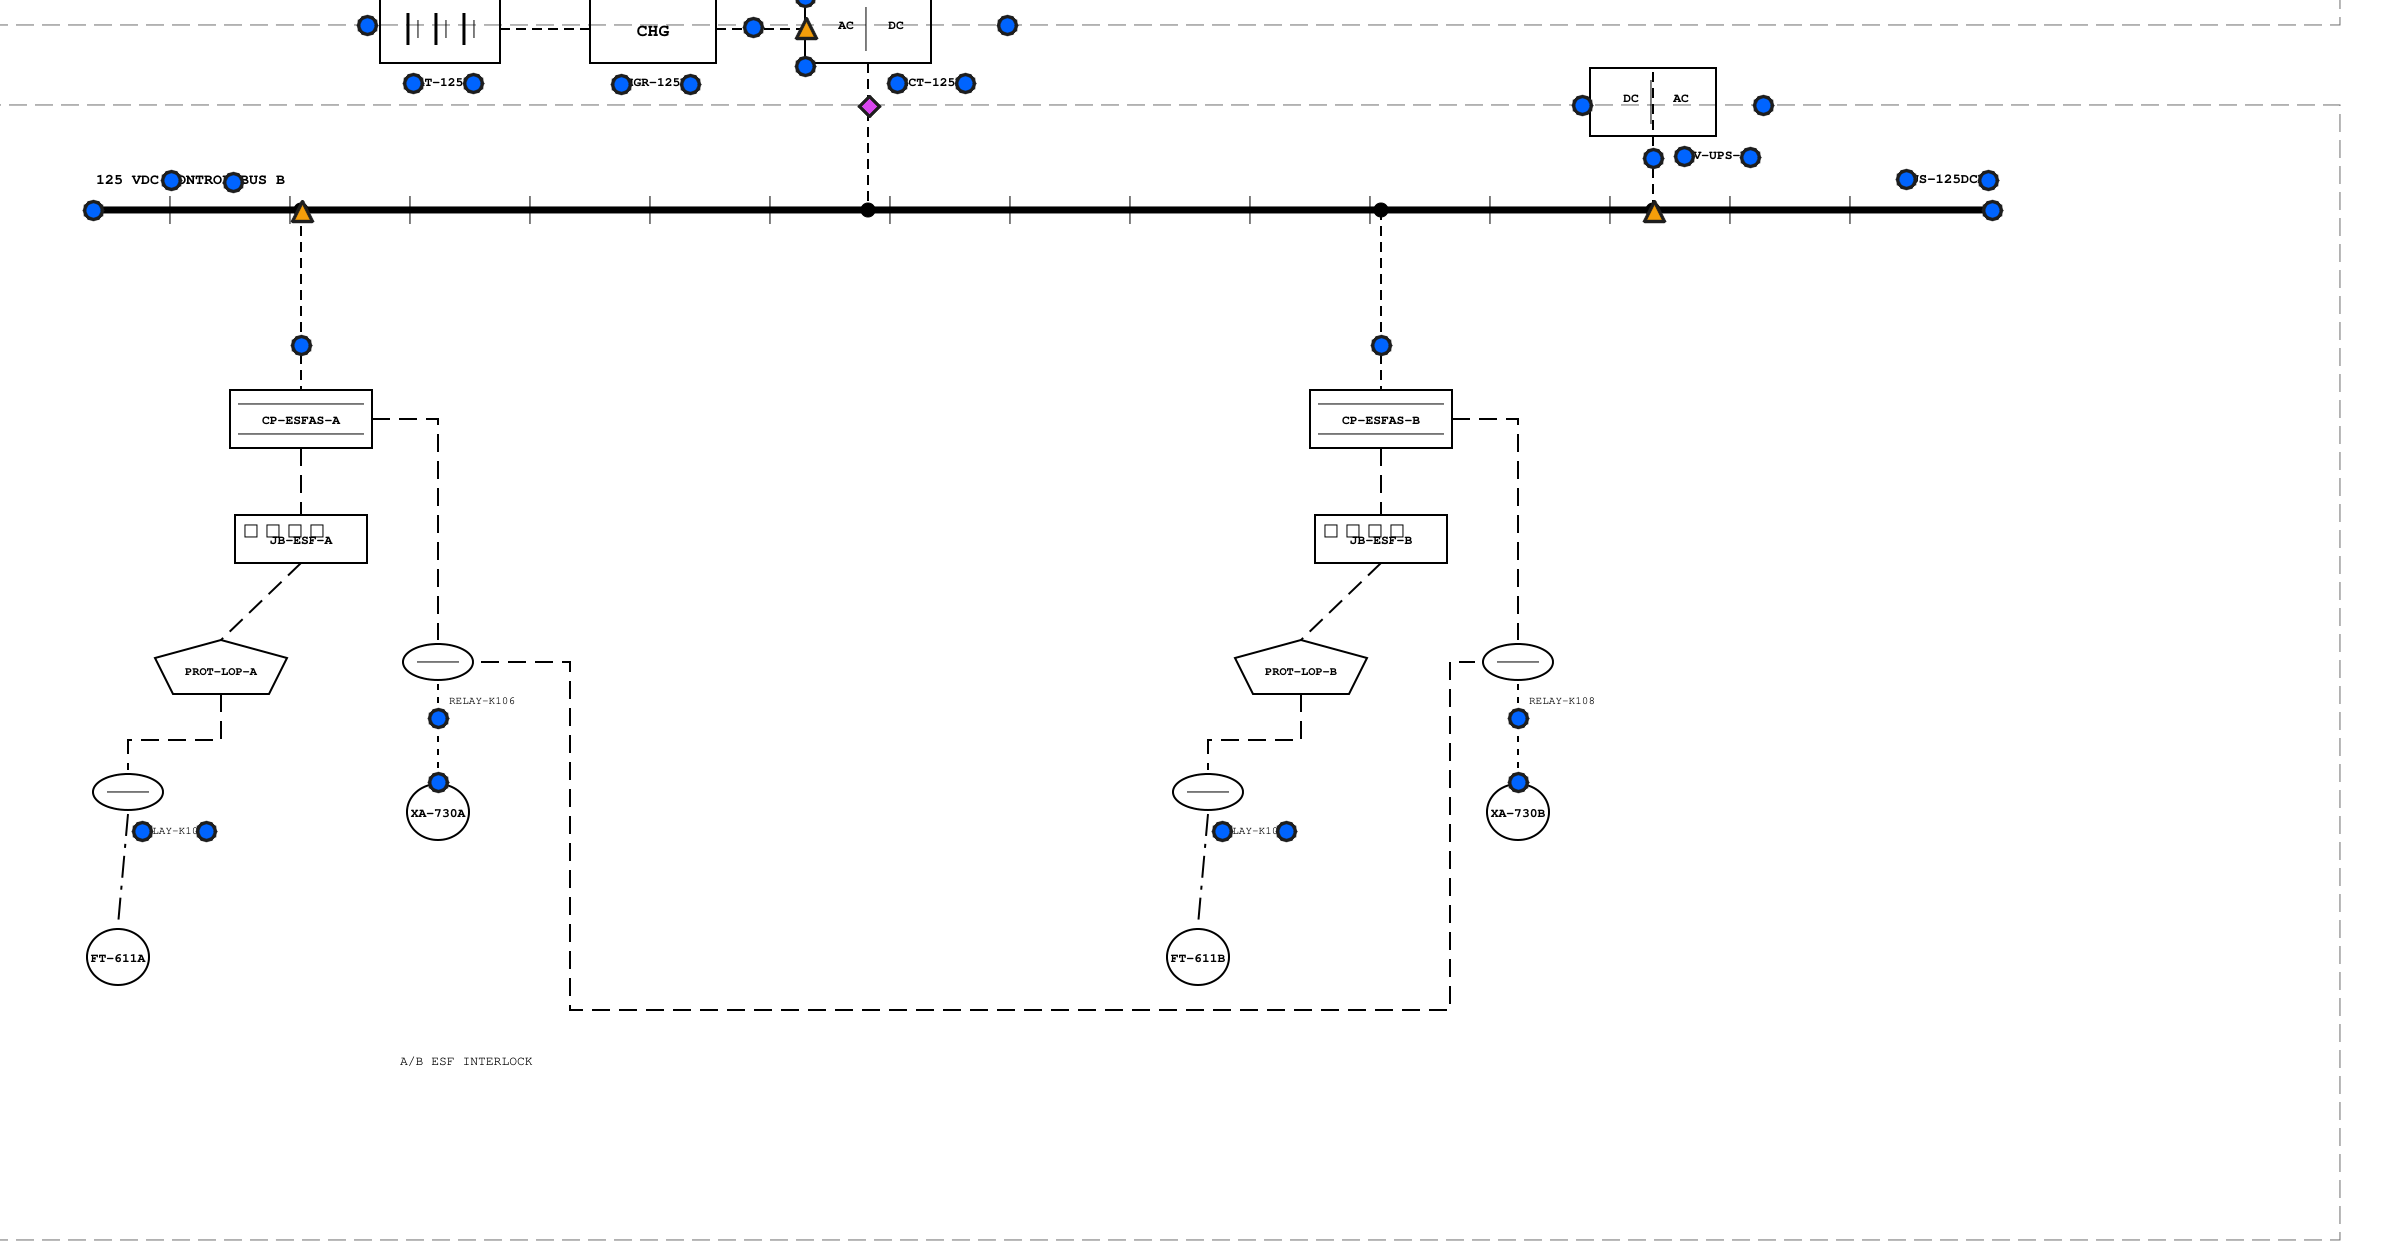 CHG
AC DC
DC AC
125 VDC BUS B
CP-ESFAS-A
CP-ESFAS-B
JB-ESF-A
JB-ESF-B
PROT-LOP-A
PROT-LOP-B
RELAY-K106
RELAY-K108
XA-730A
XA-730B
FT-611A
FT-611B
A/B ESF INTERLOCK